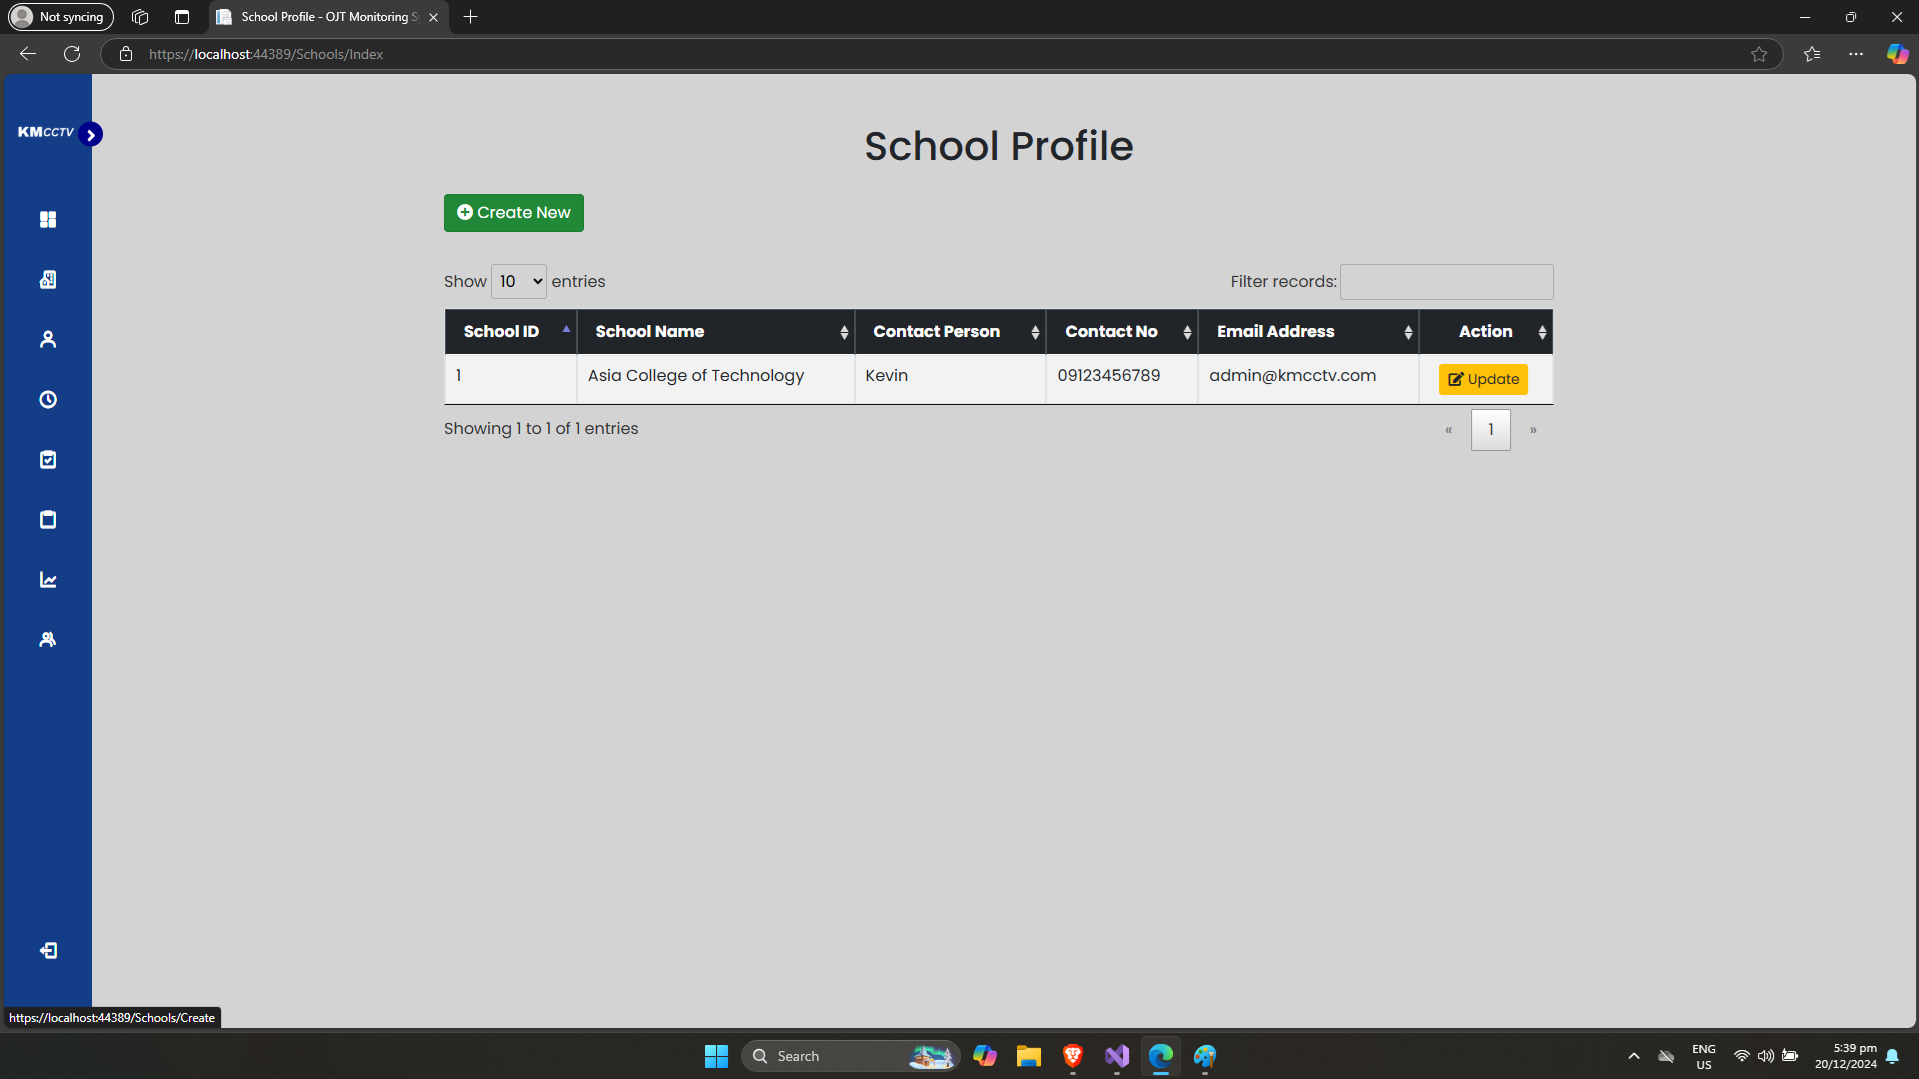 Not syncing
School Profile - OJT Monitoring S
https://localhost:44389/Schools/Index
KMCCTV
School Profile
Create New
Show 10 entries
Filter records:
School ID School Name Contact Person Contact No Email Address Action
1 Asia College of Technology Kevin 09123456789 admin@kmcctv.com Update
Showing 1 to 1 of 1 entries
« 1 »
https://localhost:44389/Schools/Create
Search
ENG
US
5:39 pm
20/12/2024